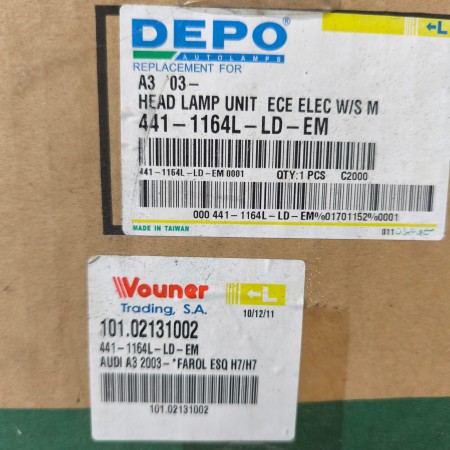 DEPO®
AUTOLAMPS
←L
REPLACEMENT FOR
A3 '03-
HEAD LAMP UNIT ECE ELEC W/S M
441-1164L-LD-EM
441-1164L-LD-EM 0001 QTY:1 PCS C2000
000 441-1164L-LD-EM%01701152%0001
MADE IN TAIWAN
Vouner
Trading, S.A.
←L
10/12/11
101.02131002
441-1164L-LD-EM
AUDI A3 2003- *FAROL ESQ H7/H7
101.02131002